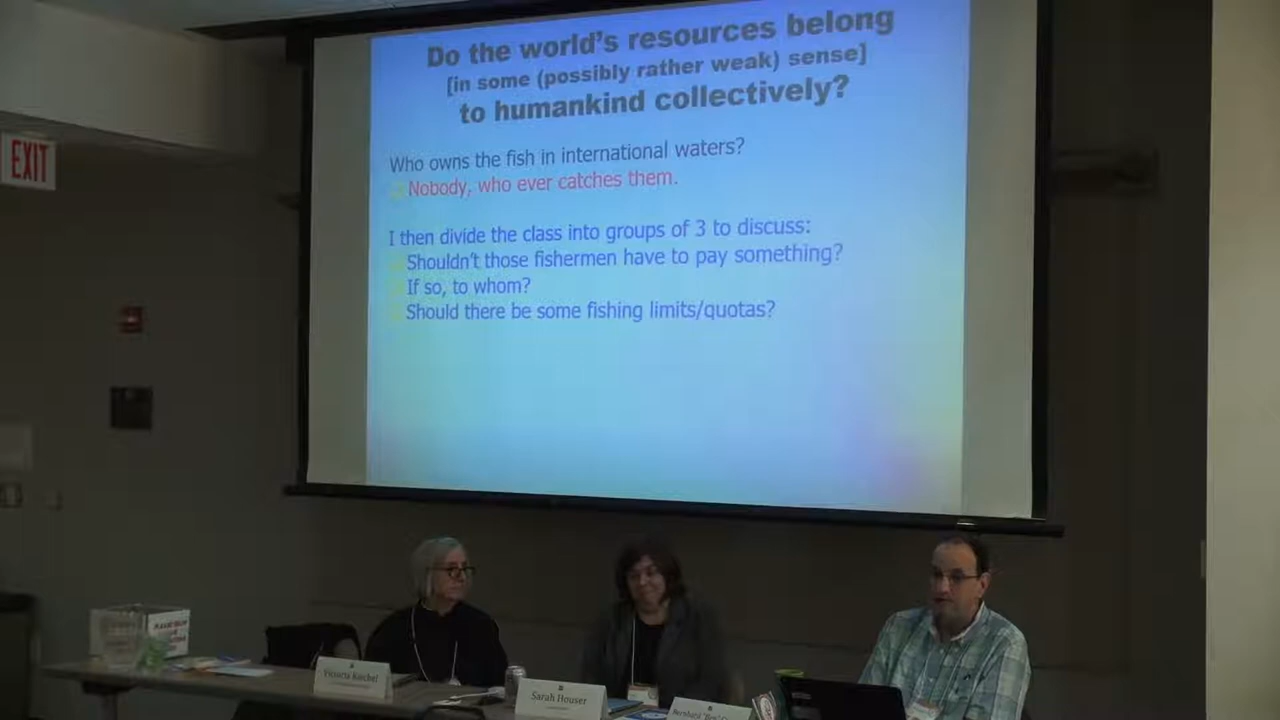 Do the world's resources belong
[in some (possibly rather weak) sense]
to humankind collectively?
Who owns the fish in international waters?
Nobody, who ever catches them.
I then divide the class into groups of 3 to discuss:
Shouldn't those fishermen have to pay something?
If so, to whom?
Should there be some fishing limits/quotas?
EXIT
Sarah Houser